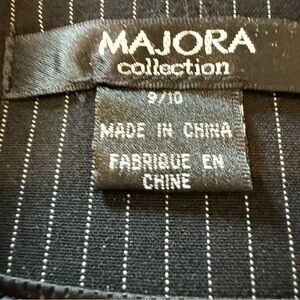 MAJORA
collection
9/10
MADE IN CHINA
FABRIQUE EN
CHINE